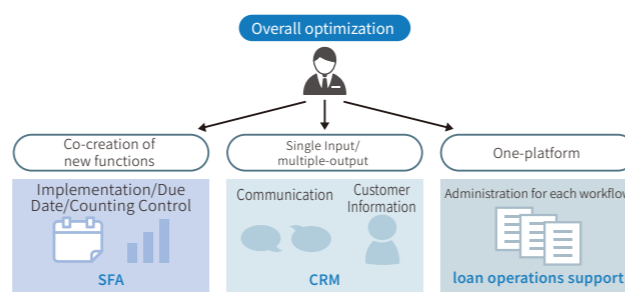 Overall optimization
Co-creation of
new functions
Single Input/
multiple-output
One-platform
Implementation/Due
Date/Counting Control
SFA
Communication
Customer
Information
CRM
Administration for each workflow
loan operations support